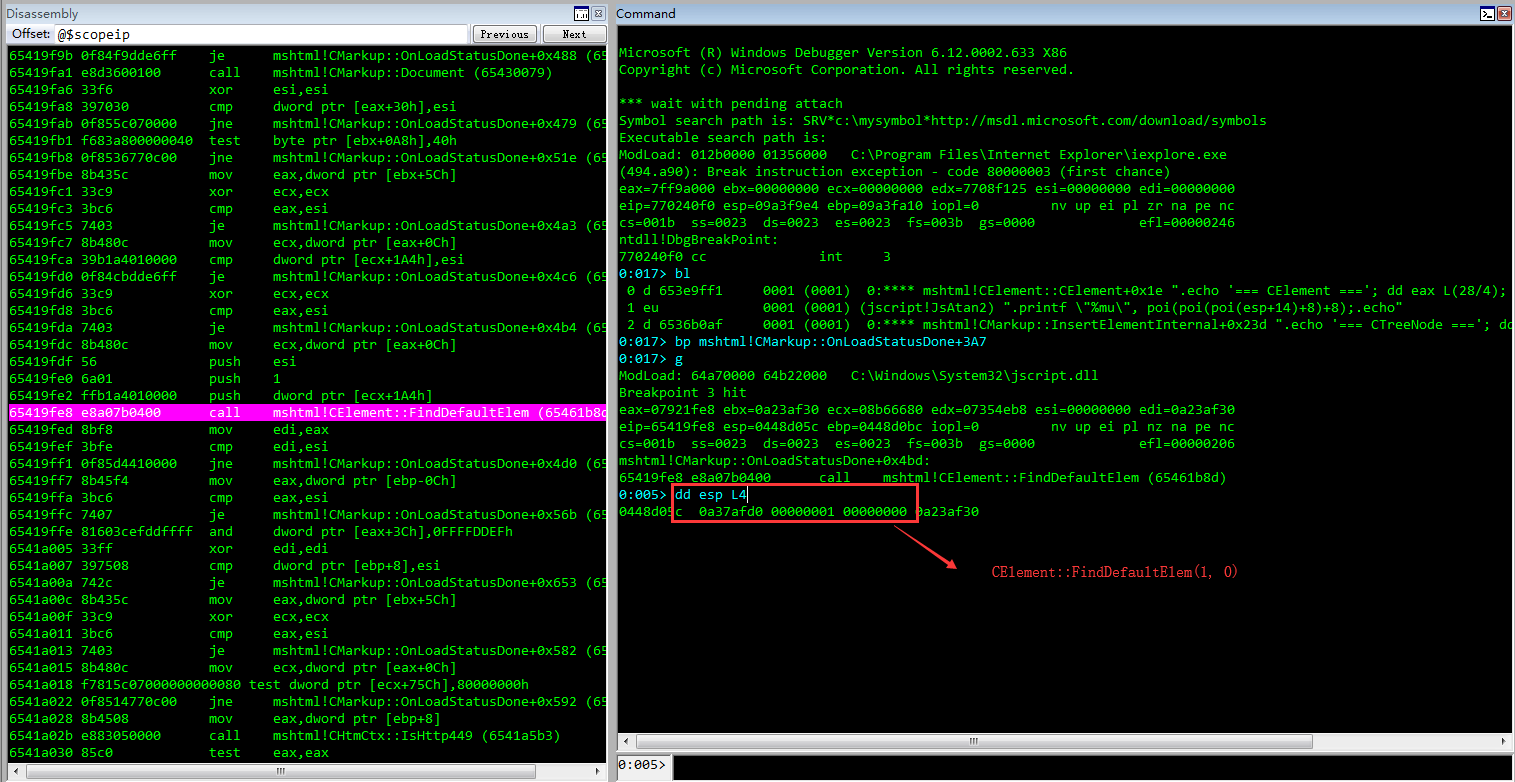 Disassembly
Offset: @$scopeip
Previous
Next
65419f9b 0f84f9dde6ff je mshtml!CMarkup::OnLoadStatusDone+0x488 (65
65419fa1 e8d3600100 call mshtml!CMarkup::Document (65430079)
65419fa6 33f6 xor esi,esi
65419fa8 397030 cmp dword ptr [eax+30h],esi
65419fab 0f855c070000 jne mshtml!CMarkup::OnLoadStatusDone+0x479 (65
65419fb1 f683a800000040 test byte ptr [ebx+0A8h],40h
65419fb8 0f8536770c00 jne mshtml!CMarkup::OnLoadStatusDone+0x51e (65
65419fbe 8b435c mov eax,dword ptr [ebx+5Ch]
65419fc1 33c9 xor ecx,ecx
65419fc3 3bc6 cmp eax,esi
65419fc5 7403 je mshtml!CMarkup::OnLoadStatusDone+0x4a3 (65
65419fc7 8b480c mov ecx,dword ptr [eax+0Ch]
65419fca 39b1a4010000 cmp dword ptr [ecx+1A4h],esi
65419fd0 0f84cbdde6ff je mshtml!CMarkup::OnLoadStatusDone+0x4c6 (65
65419fd6 33c9 xor ecx,ecx
65419fd8 3bc6 cmp eax,esi
65419fda 7403 je mshtml!CMarkup::OnLoadStatusDone+0x4b4 (65
65419fdc 8b480c mov ecx,dword ptr [eax+0Ch]
65419fdf 56 push esi
65419fe0 6a01 push 1
65419fe2 ffb1a4010000 push dword ptr [ecx+1A4h]
65419fe8 e8a07b0400 call mshtml!CElement::FindDefaultElem (65461b8d
65419fed 8bf8 mov edi,eax
65419fef 3bfe cmp edi,esi
65419ff1 0f85d4410000 jne mshtml!CMarkup::OnLoadStatusDone+0x4d0 (65
65419ff7 8b45f4 mov eax,dword ptr [ebp-0Ch]
65419ffa 3bc6 cmp eax,esi
65419ffc 7407 je mshtml!CMarkup::OnLoadStatusDone+0x56b (65
65419ffe 81603cefddffff and dword ptr [eax+3Ch],0FFFFDDEFh
6541a005 33ff xor edi,edi
6541a007 397508 cmp dword ptr [ebp+8],esi
6541a00a 742c je mshtml!CMarkup::OnLoadStatusDone+0x653 (65
6541a00c 8b435c mov eax,dword ptr [ebx+5Ch]
6541a00f 33c9 xor ecx,ecx
6541a011 3bc6 cmp eax,esi
6541a013 7403 je mshtml!CMarkup::OnLoadStatusDone+0x582 (65
6541a015 8b480c mov ecx,dword ptr [eax+0Ch]
6541a018 f7815c07000000000080 test dword ptr [ecx+75Ch],80000000h
6541a022 0f8514770c00 jne mshtml!CMarkup::OnLoadStatusDone+0x592 (65
6541a028 8b4508 mov eax,dword ptr [ebp+8]
6541a02b e883050000 call mshtml!CHtmCtx::IsHttp449 (6541a5b3)
6541a030 85c0 test eax,eax
Command
Microsoft (R) Windows Debugger Version 6.12.0002.633 X86
Copyright (c) Microsoft Corporation. All rights reserved.
*** wait with pending attach
Symbol search path is: SRV*c:\mysymbol*http://msdl.microsoft.com/download/symbols
Executable search path is:
ModLoad: 012b0000 01356000 C:\Program Files\Internet Explorer\iexplore.exe
(494.a90): Break instruction exception - code 80000003 (first chance)
eax=7ff9a000 ebx=00000000 ecx=00000000 edx=7708f125 esi=00000000 edi=00000000
eip=770240f0 esp=09a3f9e4 ebp=09a3fa10 iopl=0 nv up ei pl zr na pe nc
cs=001b ss=0023 ds=0023 es=0023 fs=003b gs=0000 efl=00000246
ntdll!DbgBreakPoint:
770240f0 cc int 3
0:017> bl
0 d 653e9ff1 0001 (0001) 0:**** mshtml!CElement::CElement+0x1e ".echo '=== CElement ==='; dd eax L(28/4);
1 eu 0001 (0001) (jscript!JsAtan2) ".printf \"%mu\", poi(poi(poi(esp+14)+8)+8);.echo"
2 d 6536b0af 0001 (0001) 0:**** mshtml!CMarkup::InsertElementInternal+0x23d ".echo '=== CTreeNode ==='; dd
0:017> bp mshtml!CMarkup::OnLoadStatusDone+3A7
0:017> g
ModLoad: 64a70000 64b22000 C:\Windows\System32\jscript.dll
Breakpoint 3 hit
eax=07921fe8 ebx=0a23af30 ecx=08b66680 edx=07354eb8 esi=00000000 edi=0a23af30
eip=65419fe8 esp=0448d05c ebp=0448d0bc iopl=0 nv up ei pl nz na pe nc
cs=001b ss=0023 ds=0023 es=0023 fs=003b gs=0000 efl=00000206
mshtml!CMarkup::OnLoadStatusDone+0x4bd:
65419fe8 e8a07b0400 call mshtml!CElement::FindDefaultElem (65461b8d)
0:005> dd esp L4
0448d05c 0a37afd0 00000001 00000000 0a23af30
CElement::FindDefaultElem(1, 0)
0:005>